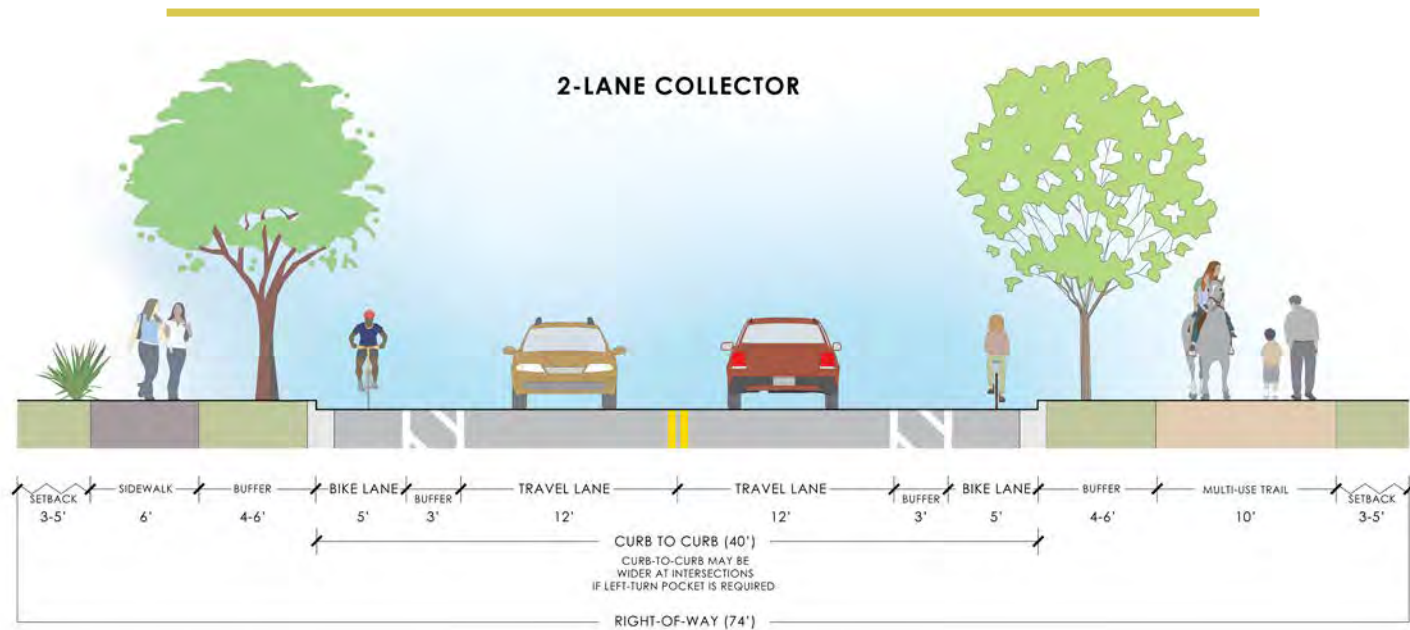 2-LANE COLLECTOR
SETBACK SIDEWALK BUFFER BIKE LANE BUFFER TRAVEL LANE TRAVEL LANE BUFFER BIKE LANE BUFFER MULTI-USE TRAIL SETBACK
3-5' 6' 4-6' 5' 3' 12' 12' 3' 5' 4-6' 10' 3-5'
CURB TO CURB (40')
CURB-TO-CURB MAY BE
WIDER AT INTERSECTIONS
IF LEFT-TURN POCKET IS REQUIRED
RIGHT-OF-WAY (74')